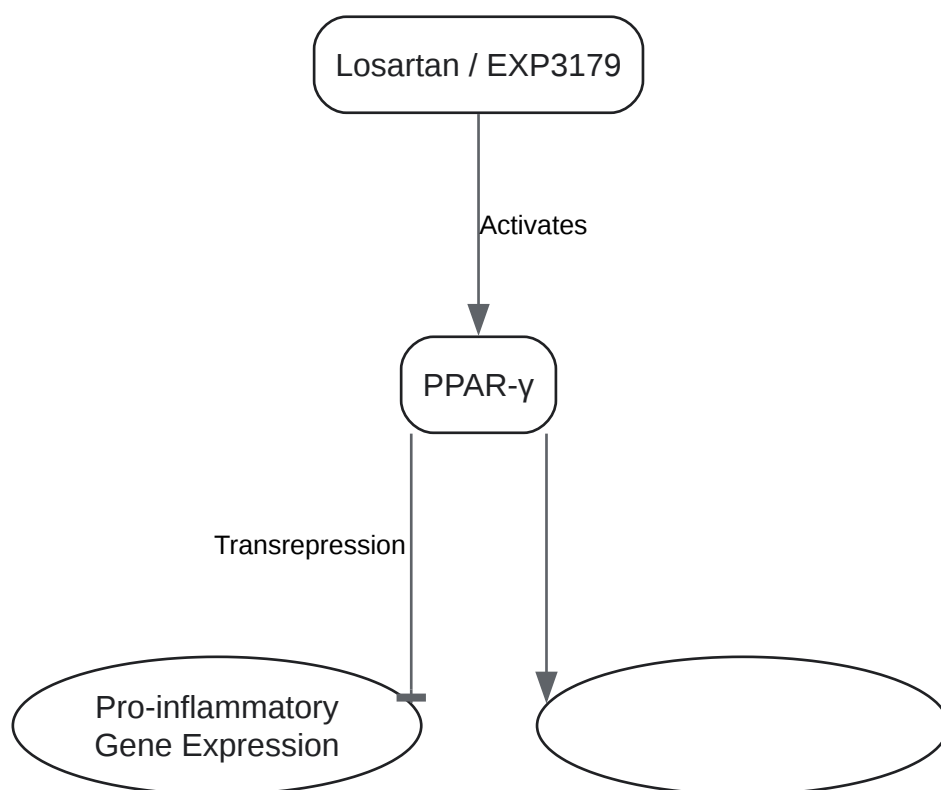 Losartan / EXP3179
Activates
PPAR-γ
Transrepression
Pro-inflammatory
Gene Expression